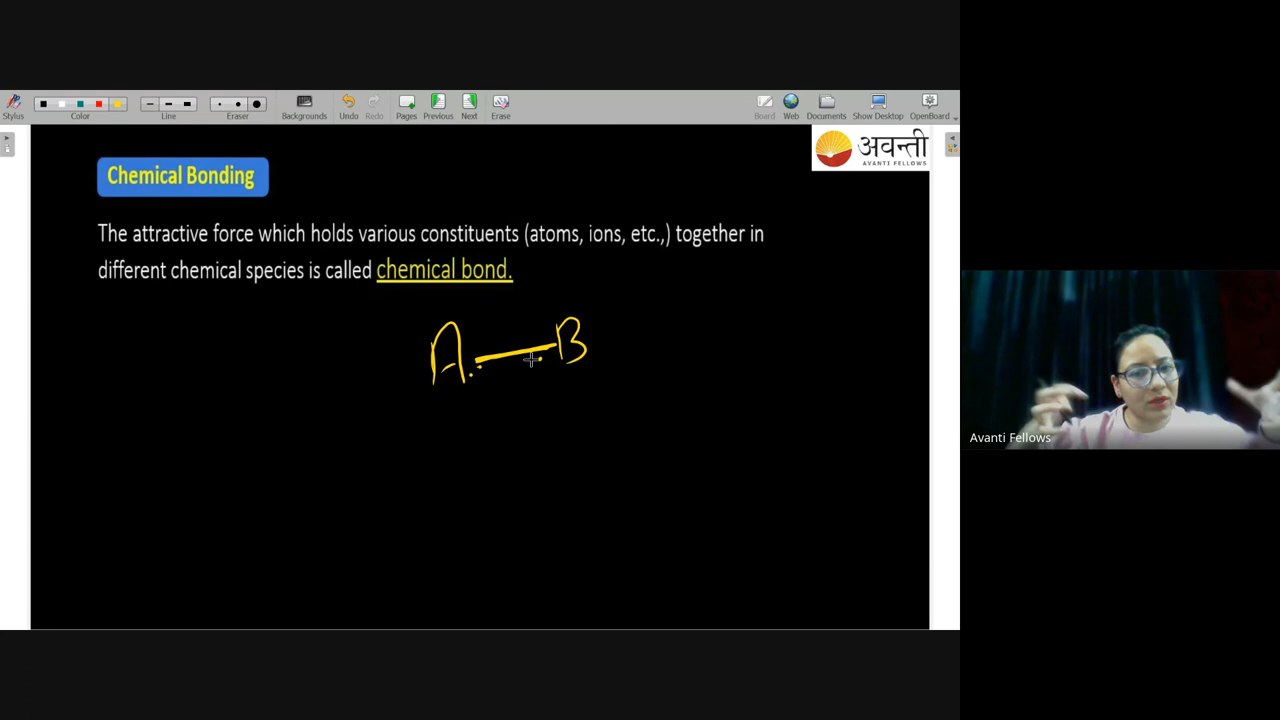 Stylus
Color
Line
Eraser
Backgrounds
Undo
Redo
Pages
Previous
Next
Erase
Board
Web
Documents
Show Desktop
OpenBoard
अवन्ती
AVANTI FELLOWS
Chemical Bonding
The attractive force which holds various constituents (atoms, ions, etc.,) together in
different chemical species is called chemical bond.
A B
Avanti Fellows